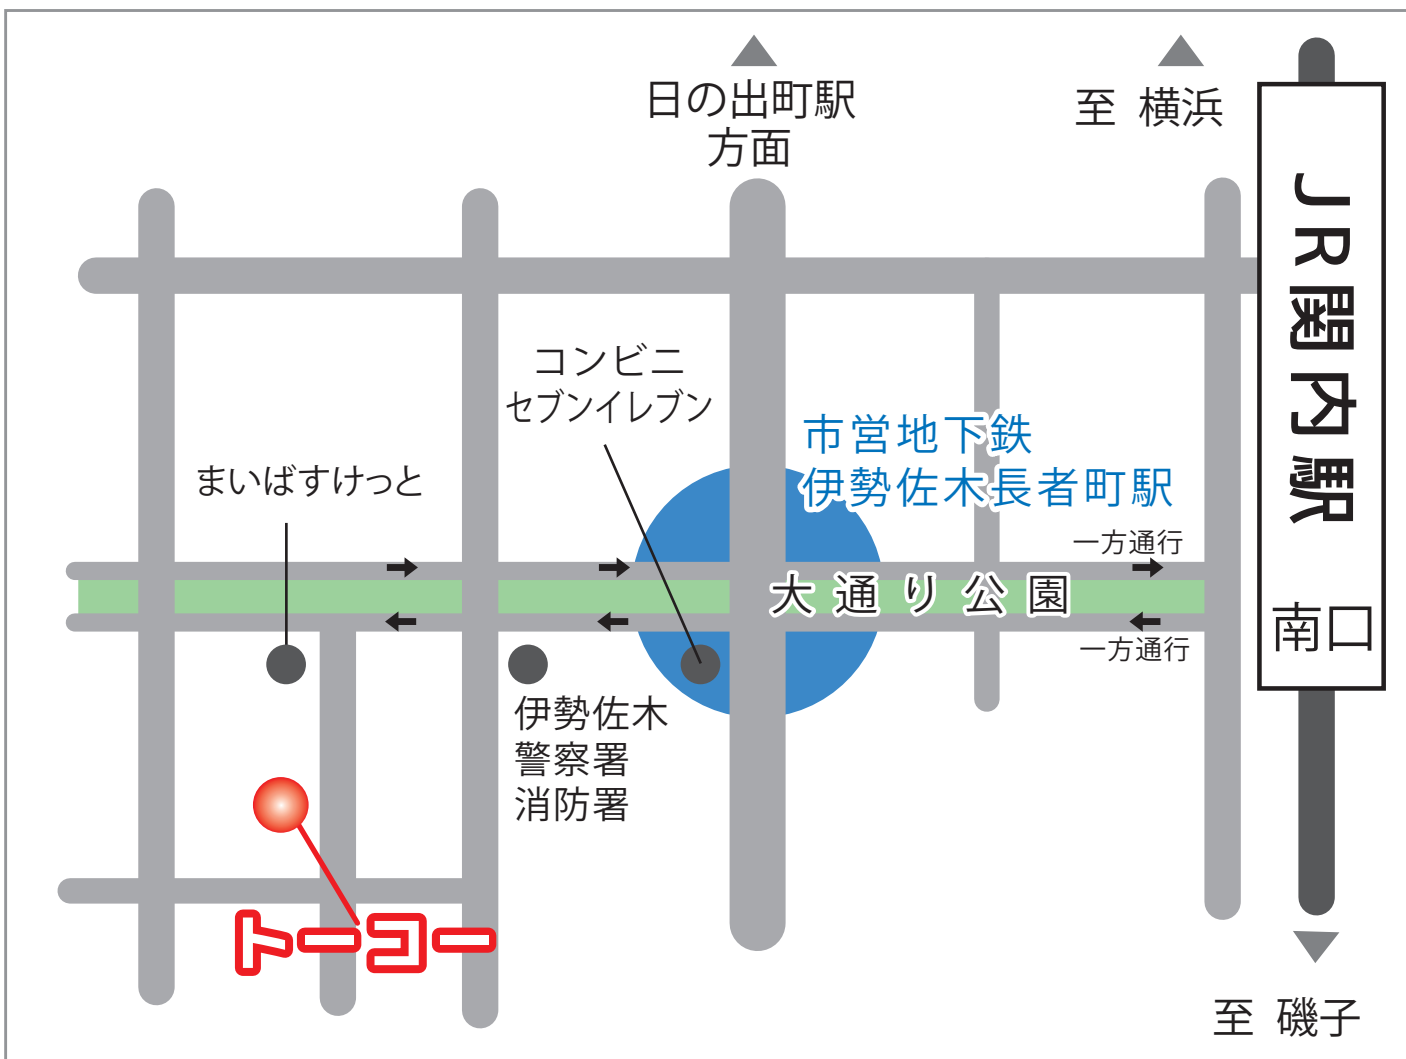 日の出町駅
方面
至 横浜
JR関内駅
南口
コンビニ
セブンイレブン
市営地下鉄
伊勢佐木長者町駅
まいばすけっと
一方通行
大通り公園
一方通行
伊勢佐木
警察署
消防署
トーコー
至 磯子